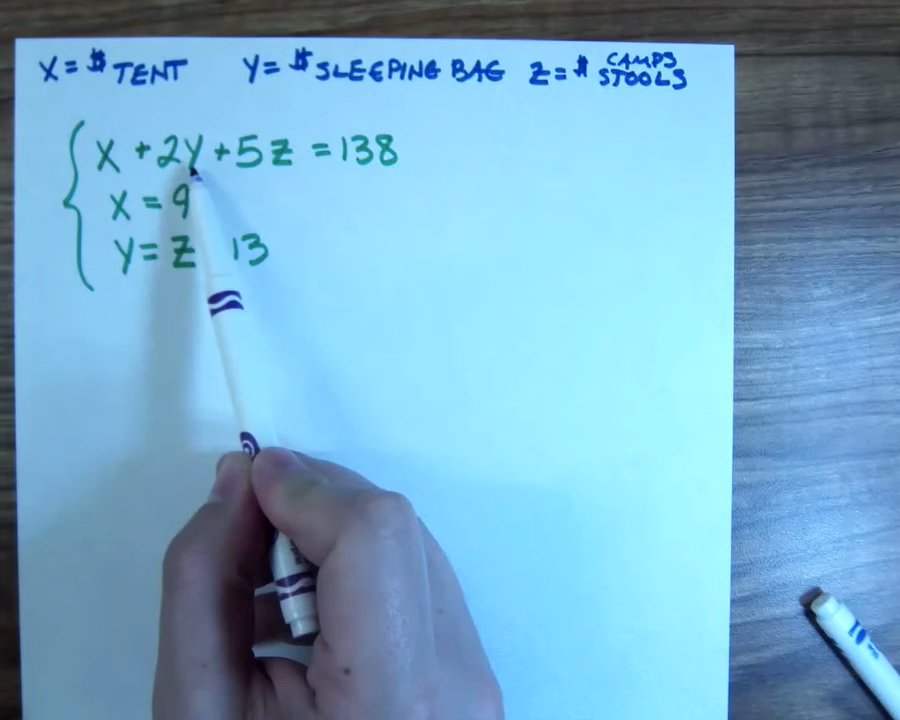 X = $ TENT Y = $ SLEEPING BAG Z = $ CAMPS STOOLS
X + 2Y + 5Z = 138
X = 9
Y = Z 13